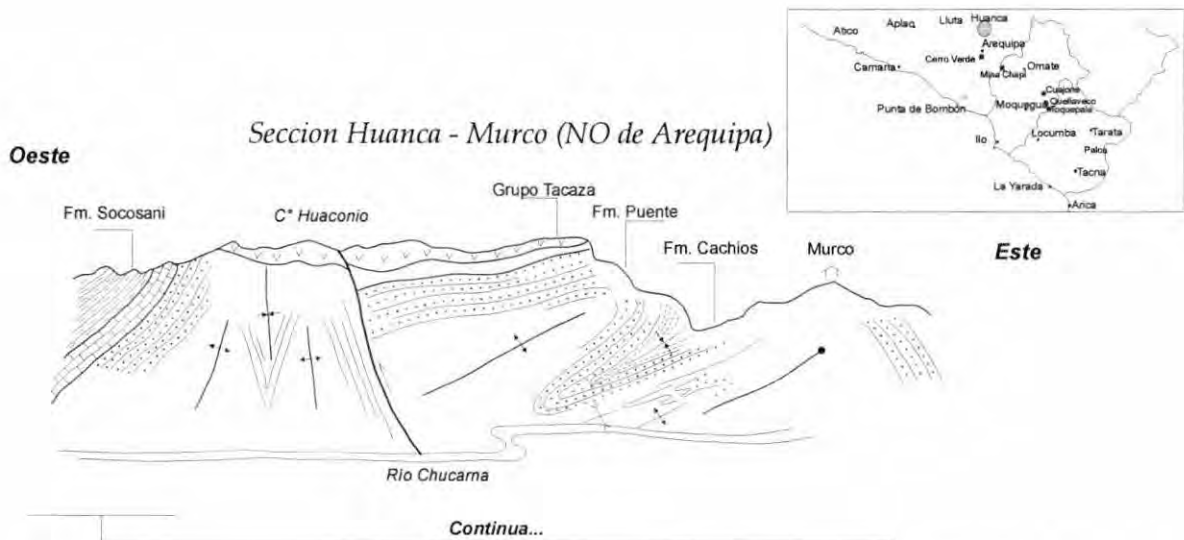 Seccion Huanca - Murco (NO de Arequipa)
Oeste
Este
Fm. Socosani
C° Huaconio
Grupo Tacaza
Fm. Puente
Fm. Cachios
Murco
Rio Chucarna
Continua...
Atico
Aplao
Lluta
Huanca
Arequipa
Cerro Verde
Camaná
Mina Chapi
Omate
Cuajone
Quellaveco
Toquepala
Moquegua
Punta de Bombón
Ilo
Locumba
Tarata
Palca
Tacna
La Yarada
Arica